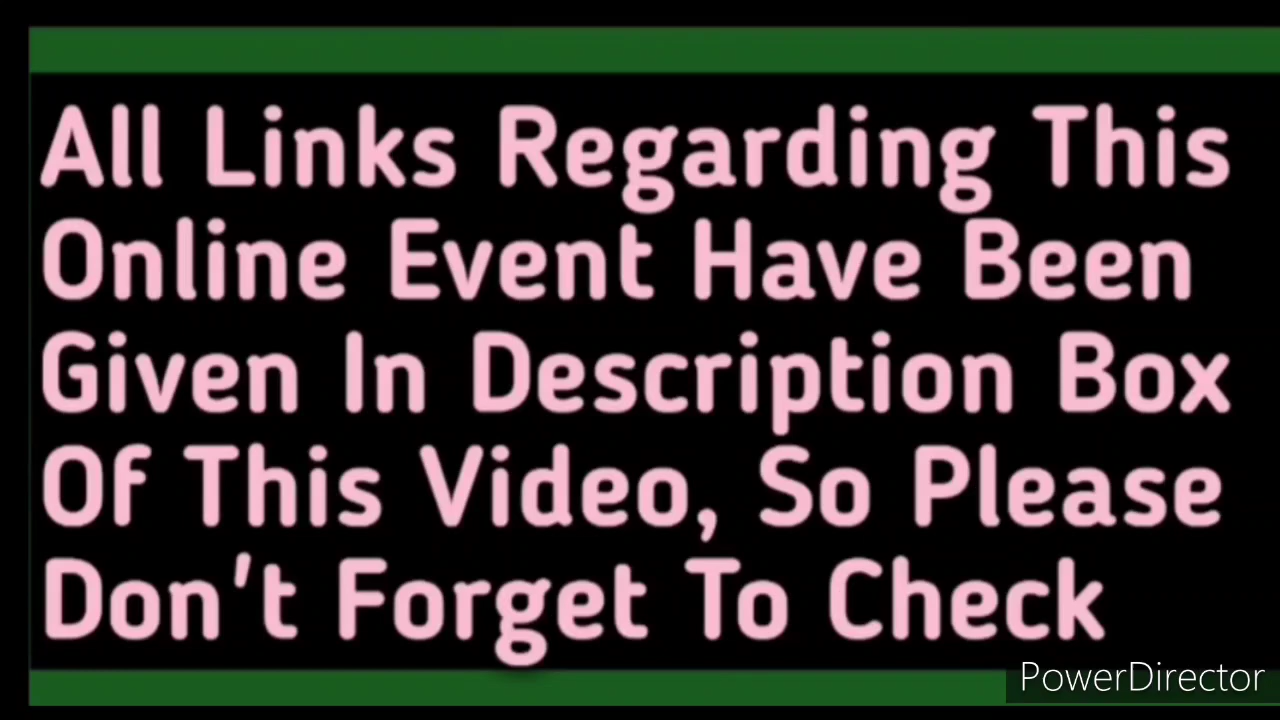 All Links Regarding This
Online Event Have Been
Given In Description Box
Of This Video, So Please
Don't Forget To Check
PowerDirector